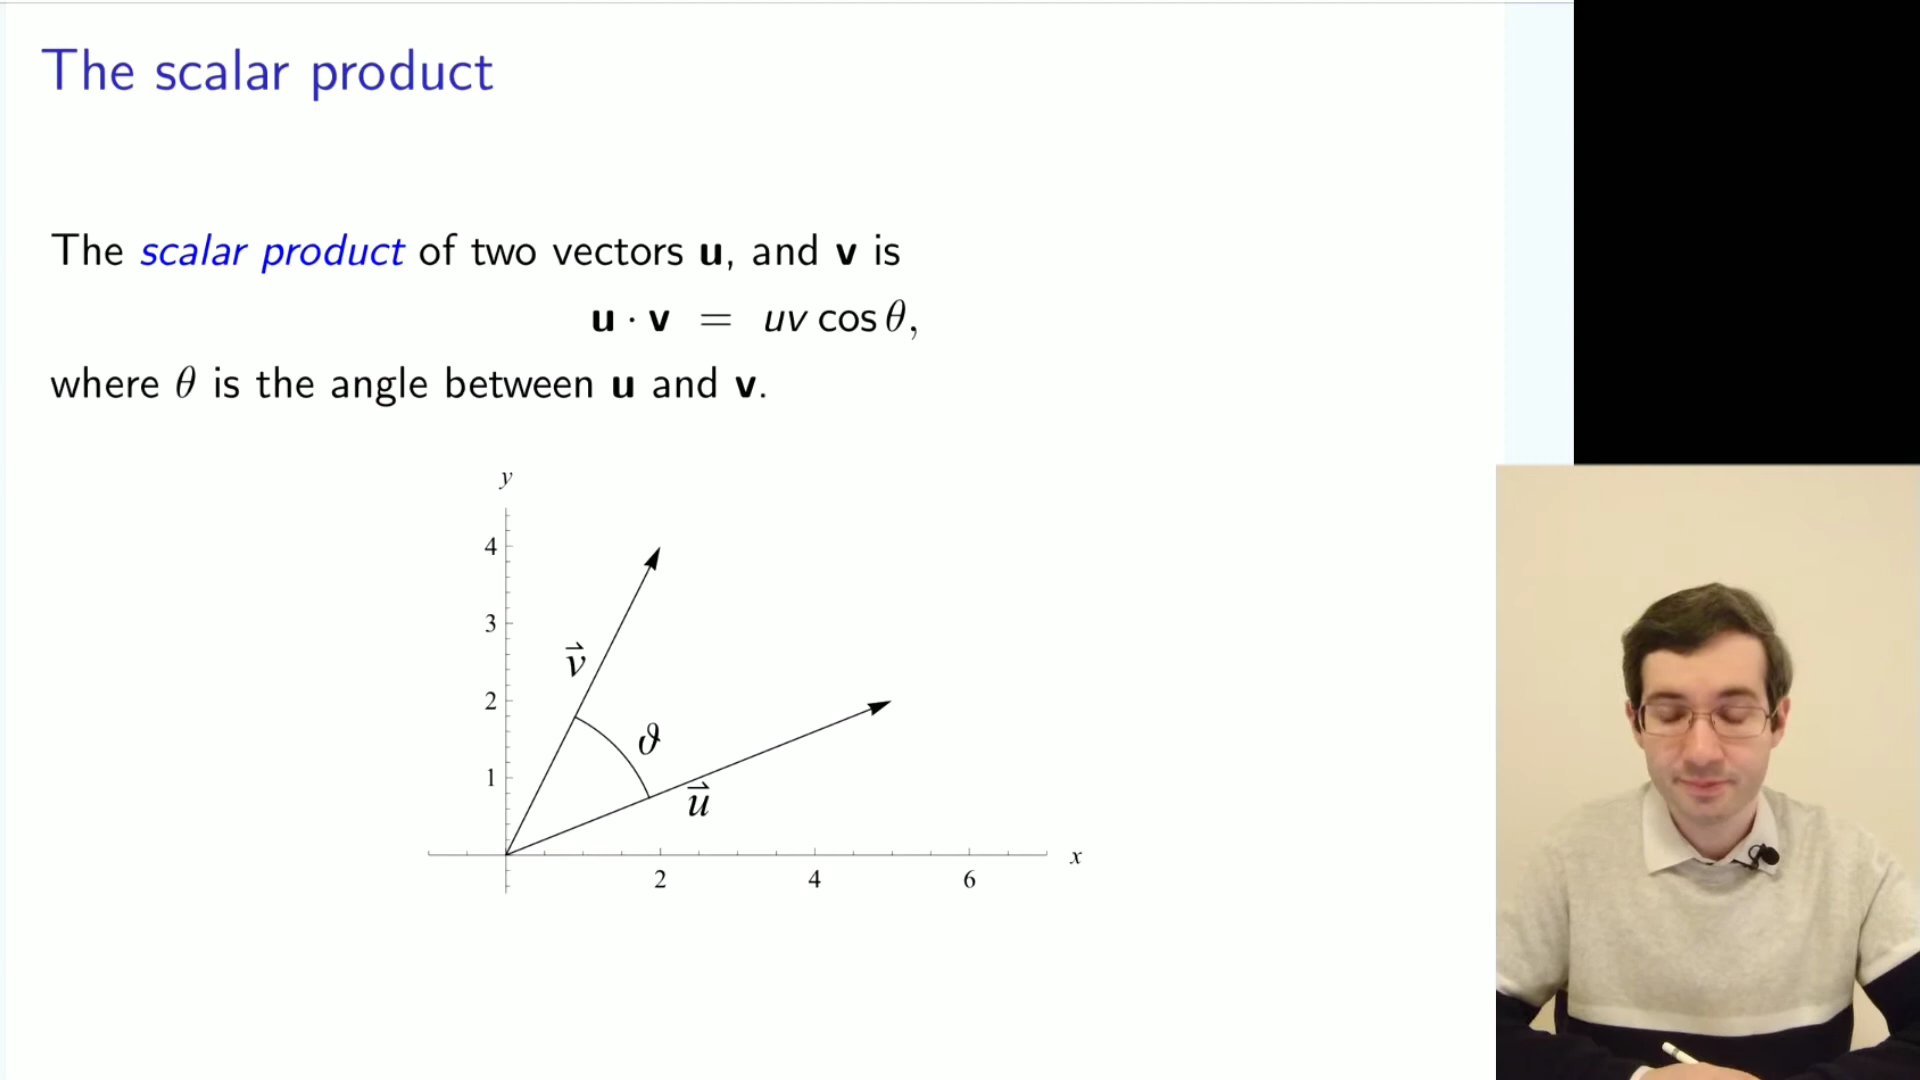 The scalar product
The scalar product of two vectors u, and v is
u · v = uv cos θ,
where θ is the angle between u and v.
y
4
3
v⃗
2
ϑ
1
u⃗
x
2 4 6